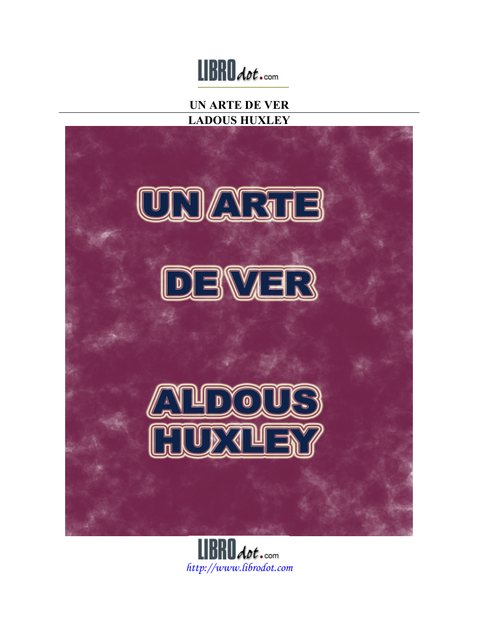 LIBROdot.com
UN ARTE DE VER
LADOUS HUXLEY
UN ARTE
DE VER
ALDOUS
HUXLEY
LIBROdot.com
http://www.librodot.com